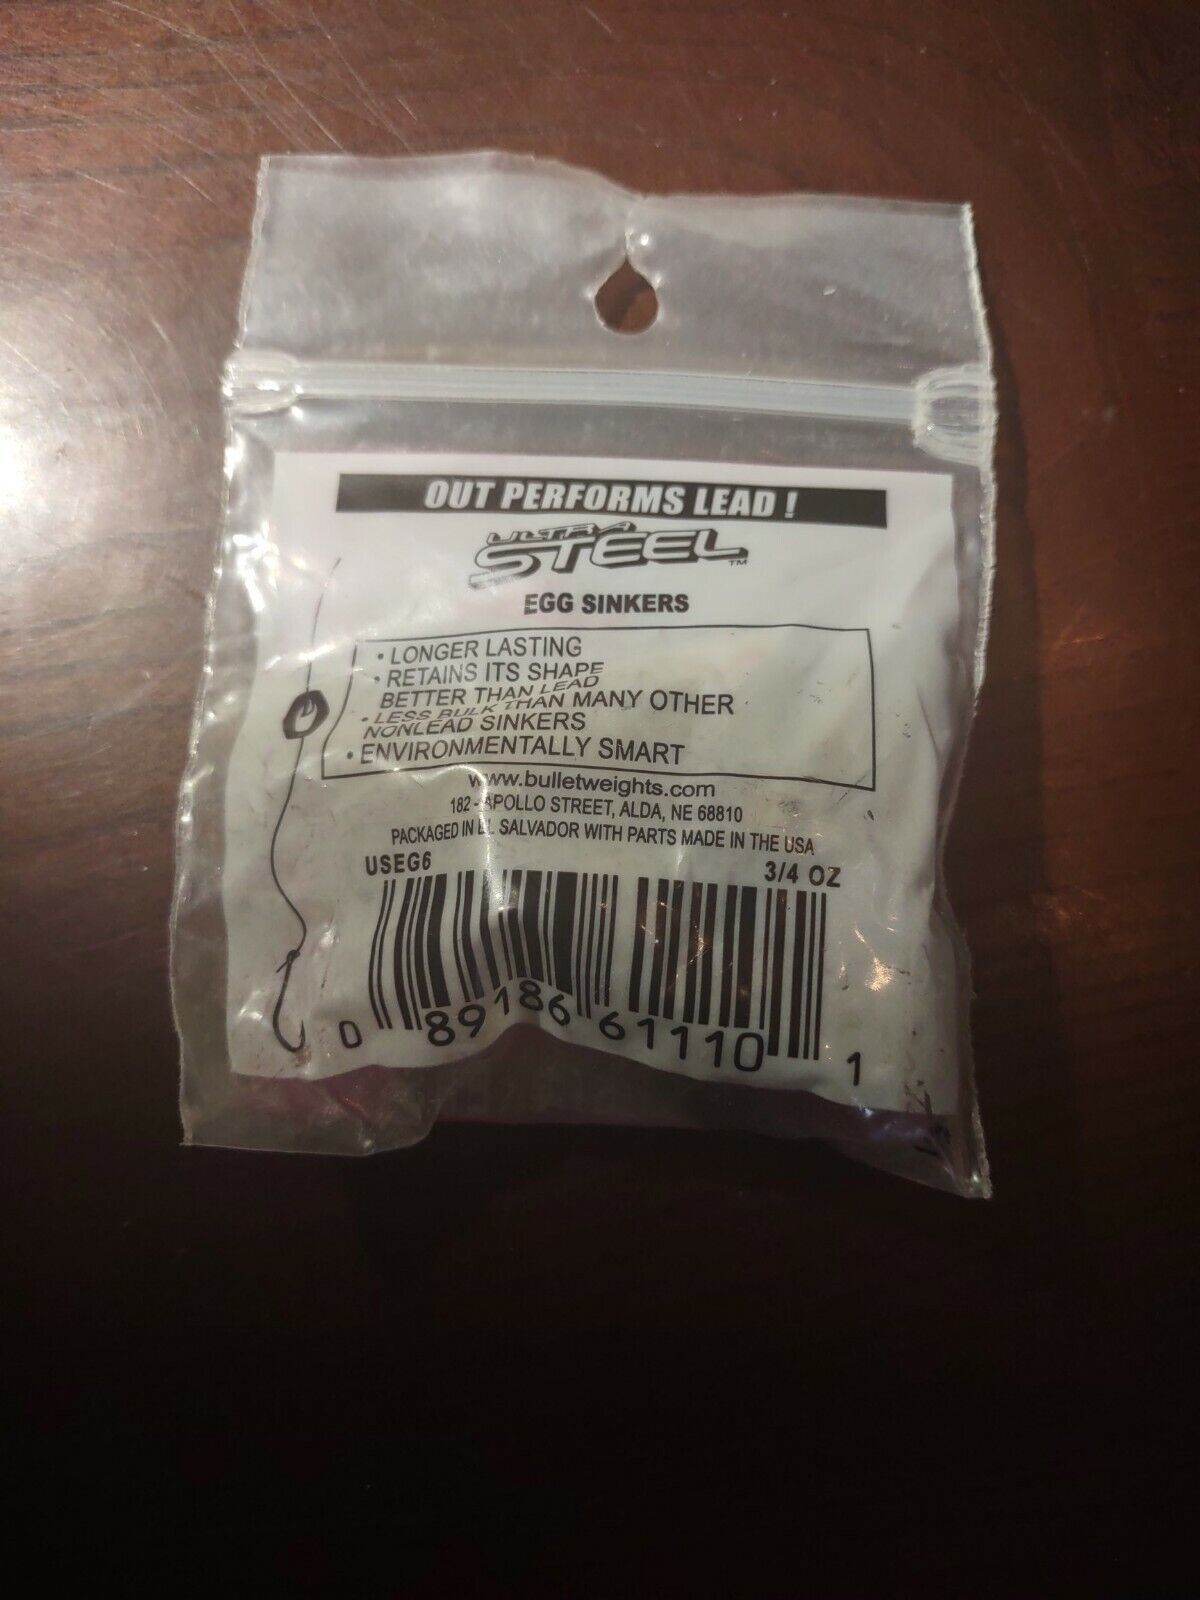 OUT PERFORMS LEAD !
ULTRA
STEEL™
EGG SINKERS
• LONGER LASTING
• RETAINS ITS SHAPE
BETTER THAN LEAD
• LESS BULK THAN MANY OTHER
NONLEAD SINKERS
• ENVIRONMENTALLY SMART
www.bulletweights.com
182 - APOLLO STREET, ALDA, NE 68810
PACKAGED IN EL SALVADOR WITH PARTS MADE IN THE USA
USEG6 3/4 OZ
0 89186 61110 1